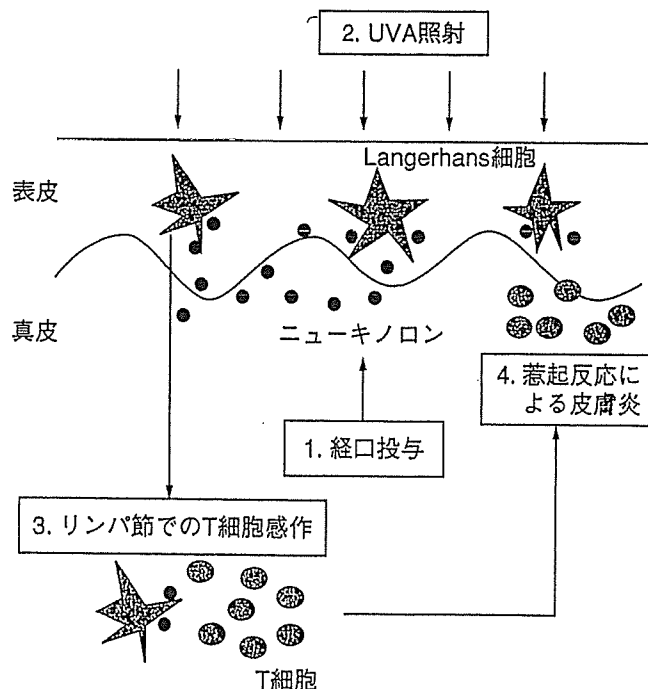 2. UVA照射
Langerhans細胞
表皮
真皮
ニューキノロン
4. 惹起反応に
よる皮膚炎
1. 経口投与
3. リンパ節でのT細胞感作
T細胞